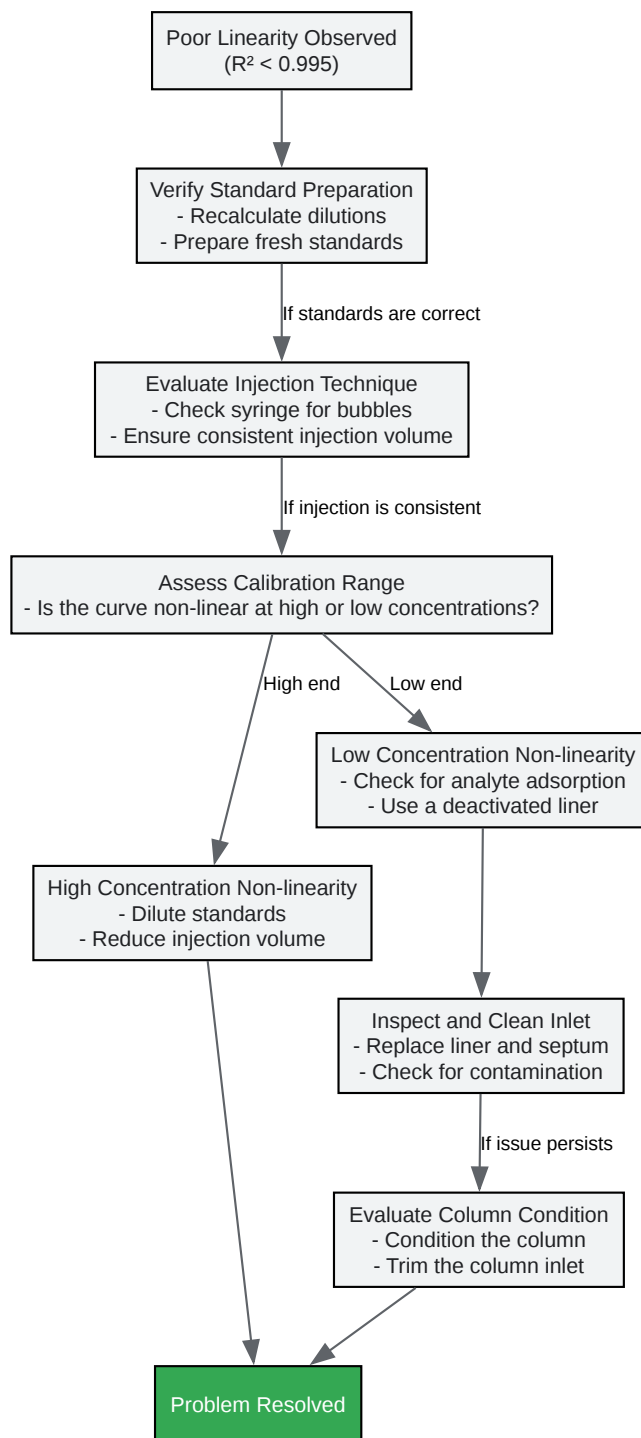 Poor Linearity Observed
(R² < 0.995)
Verify Standard Preparation
- Recalculate dilutions
- Prepare fresh standards
If standards are correct
Evaluate Injection Technique
- Check syringe for bubbles
- Ensure consistent injection volume
If injection is consistent
Assess Calibration Range
- Is the curve non-linear at high or low concentrations?
High end
Low end
Low Concentration Non-linearity
- Check for analyte adsorption
- Use a deactivated liner
High Concentration Non-linearity
- Dilute standards
- Reduce injection volume
Inspect and Clean Inlet
- Replace liner and septum
- Check for contamination
If issue persists
Evaluate Column Condition
- Condition the column
- Trim the column inlet
Problem Resolved